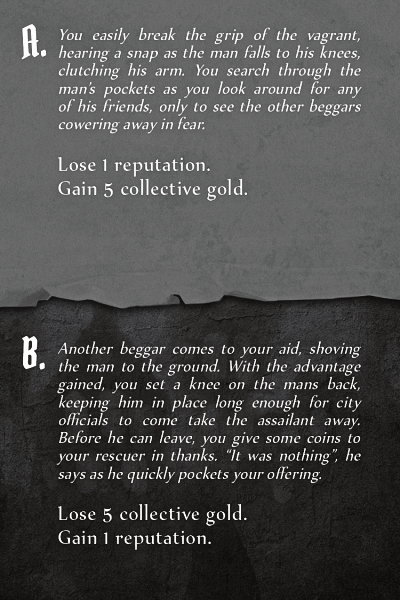 A. You easily break the grip of the vagrant,
hearing a snap as the man falls to his knees,
clutching his arm. You search through the
man's pockets as you look around for any
of his friends, only to see the other beggars
cowering away in fear.
Lose 1 reputation.
Gain 5 collective gold.
B. Another beggar comes to your aid, shoving
the man to the ground. With the advantage
gained, you set a knee on the mans back,
keeping him in place long enough for city
officials to come take the assailant away.
Before he can leave, you give some coins to
your rescuer in thanks. “It was nothing”, he
says as he quickly pockets your offering.
Lose 5 collective gold.
Gain 1 reputation.